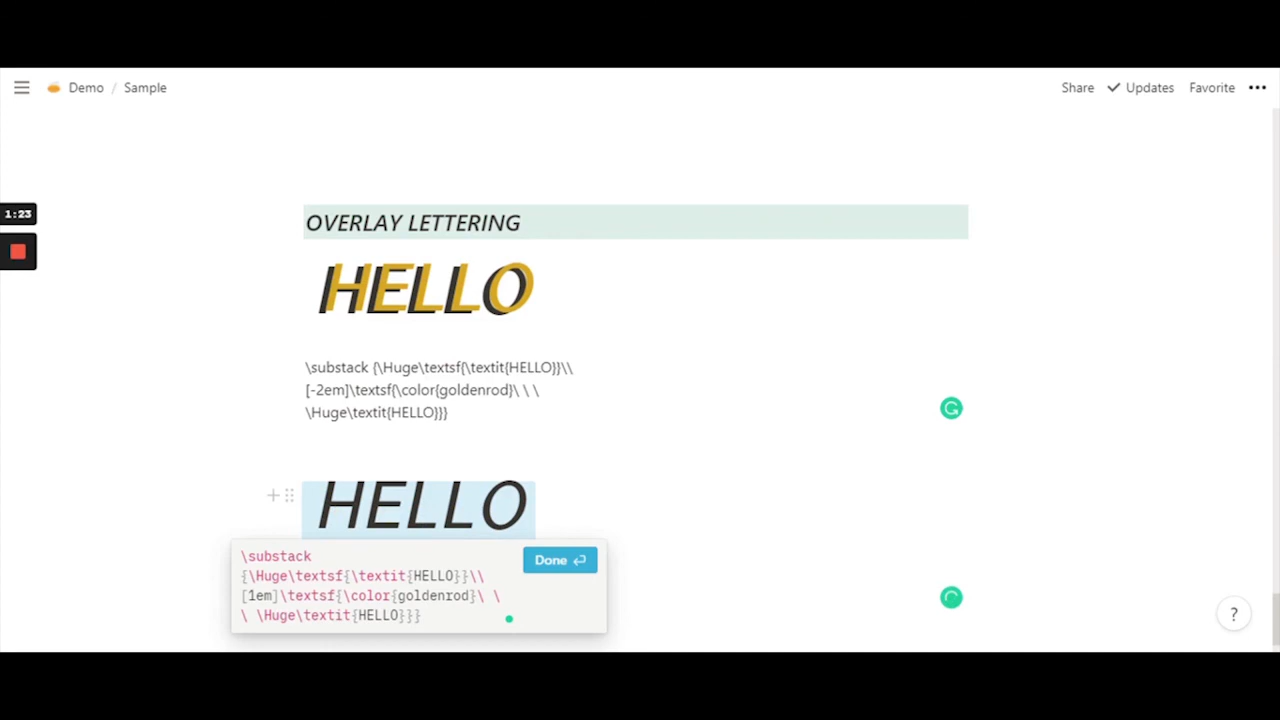 Demo / Sample
Share
Updates
Favorite
1:23
OVERLAY LETTERING
HELLO
\substack {\Huge\textsf{\textit{HELLO}}\\
[-2em]\textsf{\color{goldenrod}\ \ \
\Huge\textit{HELLO}}}
HELLO
\substack
{\Huge\textsf{\textit{HELLO}}\\
[1em]\textsf{\color{goldenrod}\ \
\ \Huge\textit{HELLO}}}
Done
?